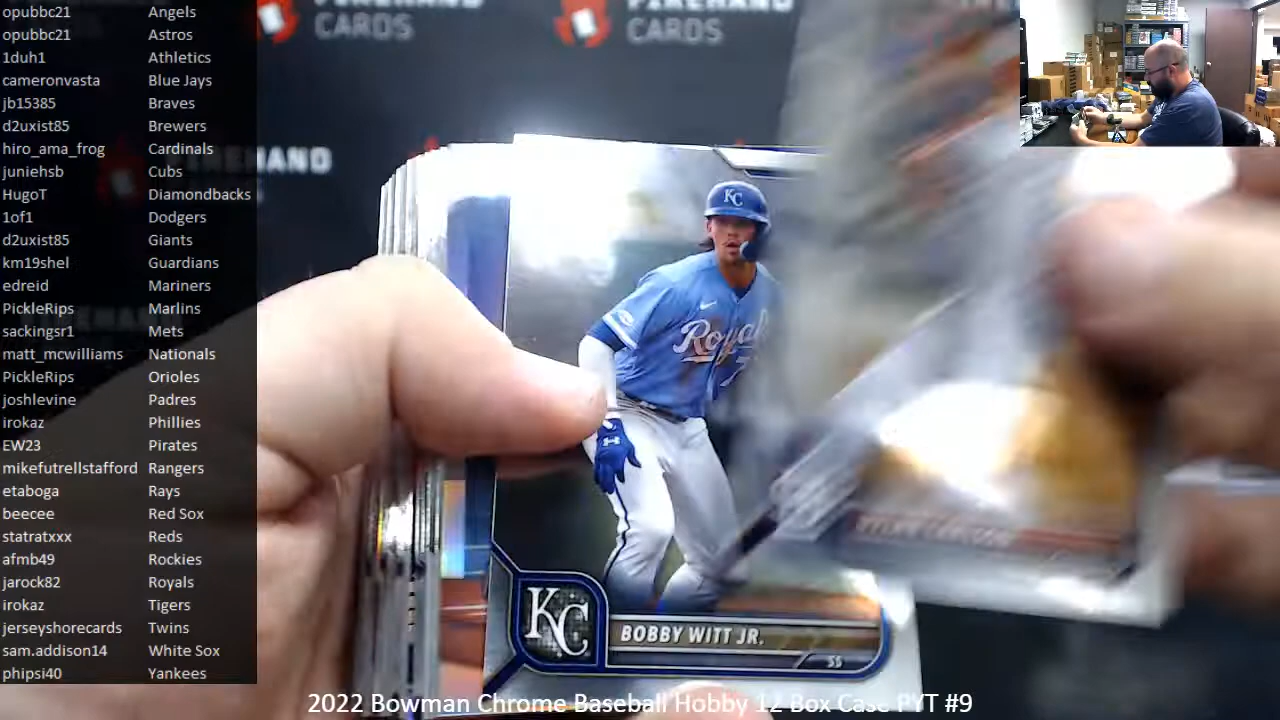 opubbc21 Angels
opubbc21 Astros
1duh1 Athletics
cameronvasta Blue Jays
jb15385 Braves
d2uxist85 Brewers
hiro_ama_frog Cardinals
juniehsb Cubs
HugoT Diamondbacks
1of1 Dodgers
d2uxist85 Giants
km19shel Guardians
edreid Mariners
PickleRips Marlins
sackingsr1 Mets
matt_mcwilliams Nationals
PickleRips Orioles
joshlevine Padres
irokaz Phillies
EW23 Pirates
mikefutrellstafford Rangers
etaboga Rays
beecee Red Sox
statratxxx Reds
afmb49 Rockies
jarock82 Royals
irokaz Tigers
jerseyshorecards Twins
sam.addison14 White Sox
phipsi40 Yankees
FIREHAND
CARDS
FIREHAND
CARDS
FIREHAND
KC
Royals
7
KC
BOBBY WITT JR.
SS
2022 Bowman Chrome Baseball Hobby 12 Box Case PYT #9